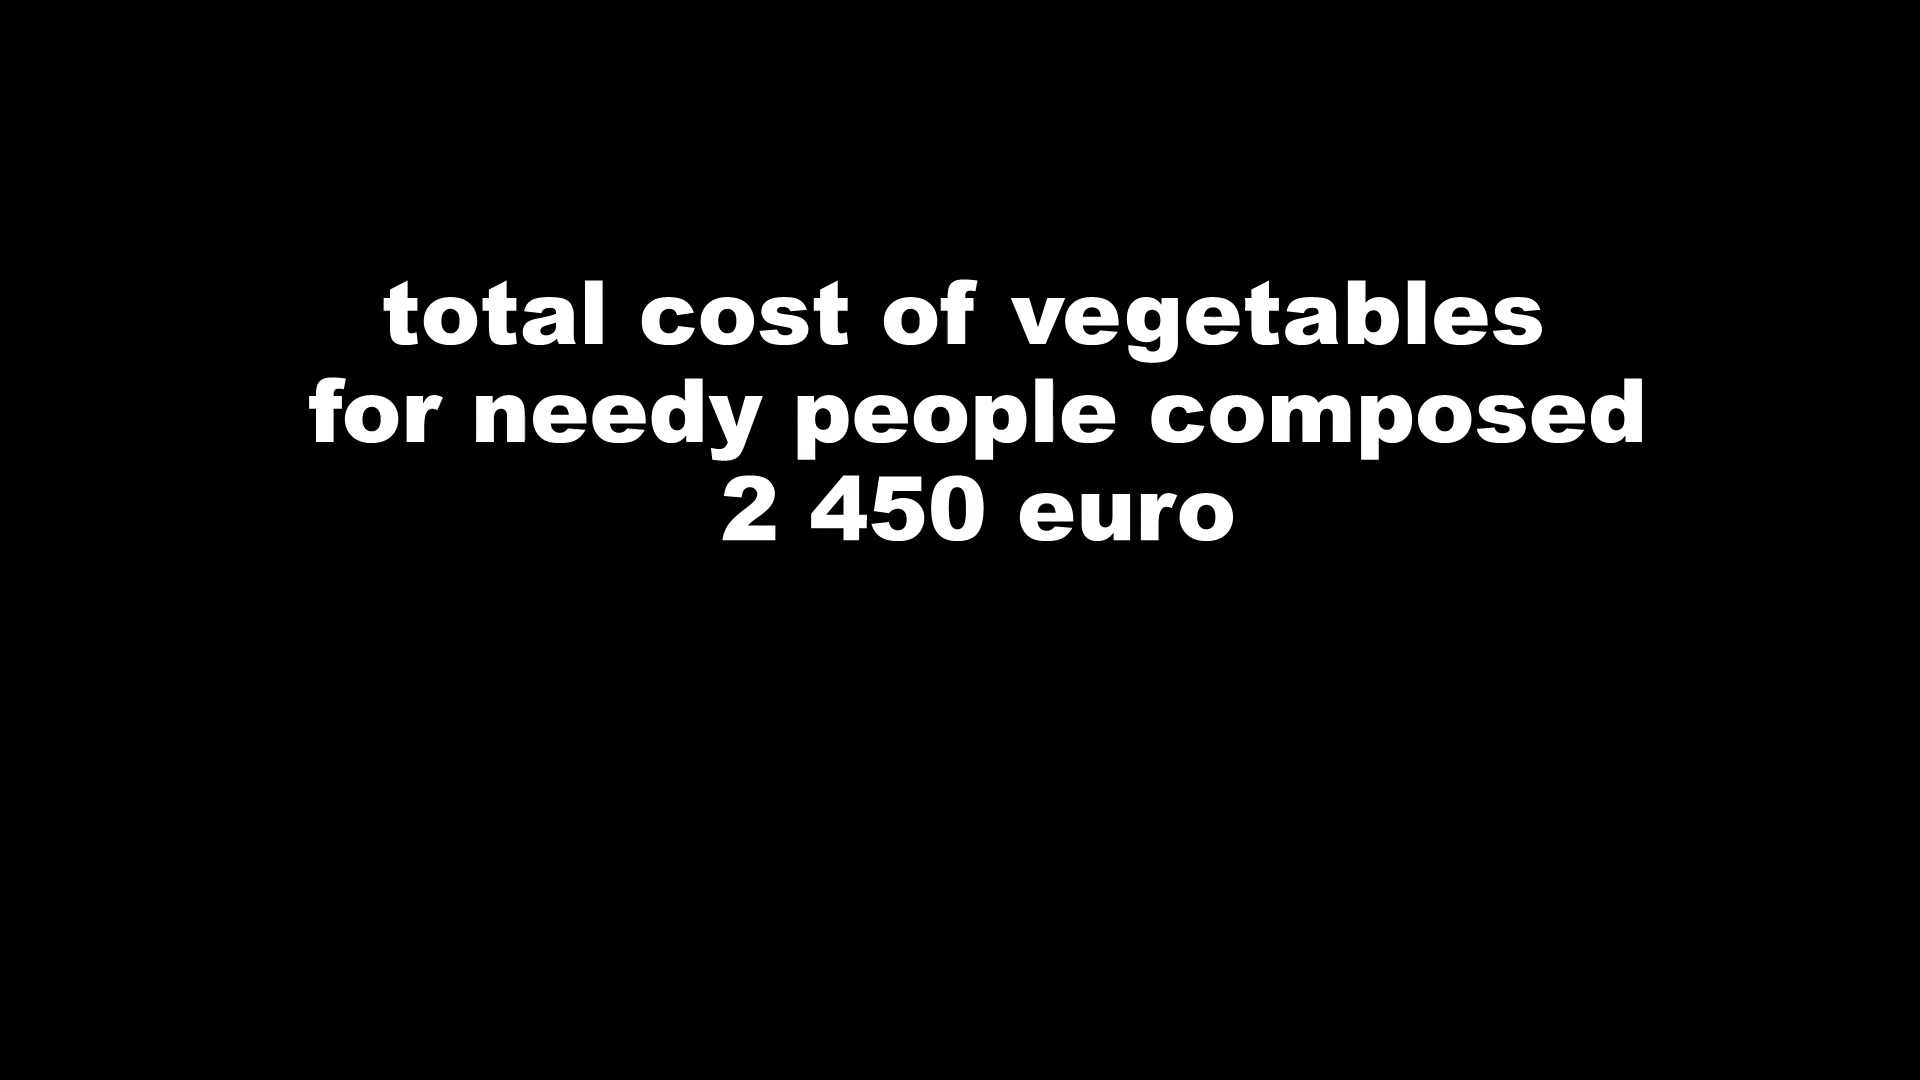 total cost of vegetables
for needy people composed
2 450 euro